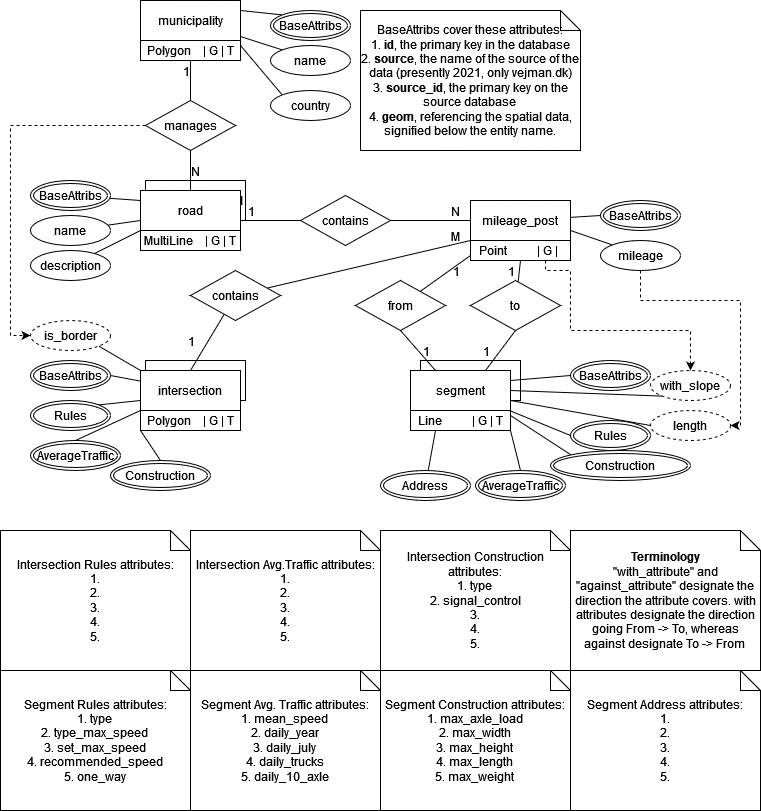 municipality
Polygon | G | T
BaseAttribs
name
country
BaseAttribs cover these attributes:
1. id, the primary key in the database
2. source, the name of the source of the
data (presently 2021, only vejman.dk)
3. source_id, the primary key on the
source database
4. geom, referencing the spatial data,
signified below the entity name.
1
manages
N
BaseAttribs
name
description
road
MultiLine | G | T
1
contains
N
mileage_post
Point | G |
BaseAttribs
mileage
M
contains
1
1
1
from
to
1
1
is_border
BaseAttribs
Rules
AverageTraffic
Construction
intersection
Polygon | G | T
segment
Line | G | T
BaseAttribs
with_slope
length
Rules
Construction
Address
AverageTraffic
Intersection Rules attributes:
1.
2.
3.
4.
5.
Intersection Avg.Traffic attributes:
1.
2.
3.
4.
5.
Intersection Construction
attributes:
1. type
2. signal_control
3.
4.
5.
Terminology
"with_attribute" and
"against_attribute" designate the
direction the attribute covers. with
attributes designate the direction
going From -> To, whereas
against designate To -> From
Segment Rules attributes:
1. type
2. type_max_speed
3. set_max_speed
4. recommended_speed
5. one_way
Segment Avg. Traffic attributes:
1. mean_speed
2. daily_year
3. daily_july
4. daily_trucks
5. daily_10_axle
Segment Construction attributes:
1. max_axle_load
2. max_width
3. max_height
4. max_length
5. max_weight
Segment Address attributes:
1.
2.
3.
4.
5.